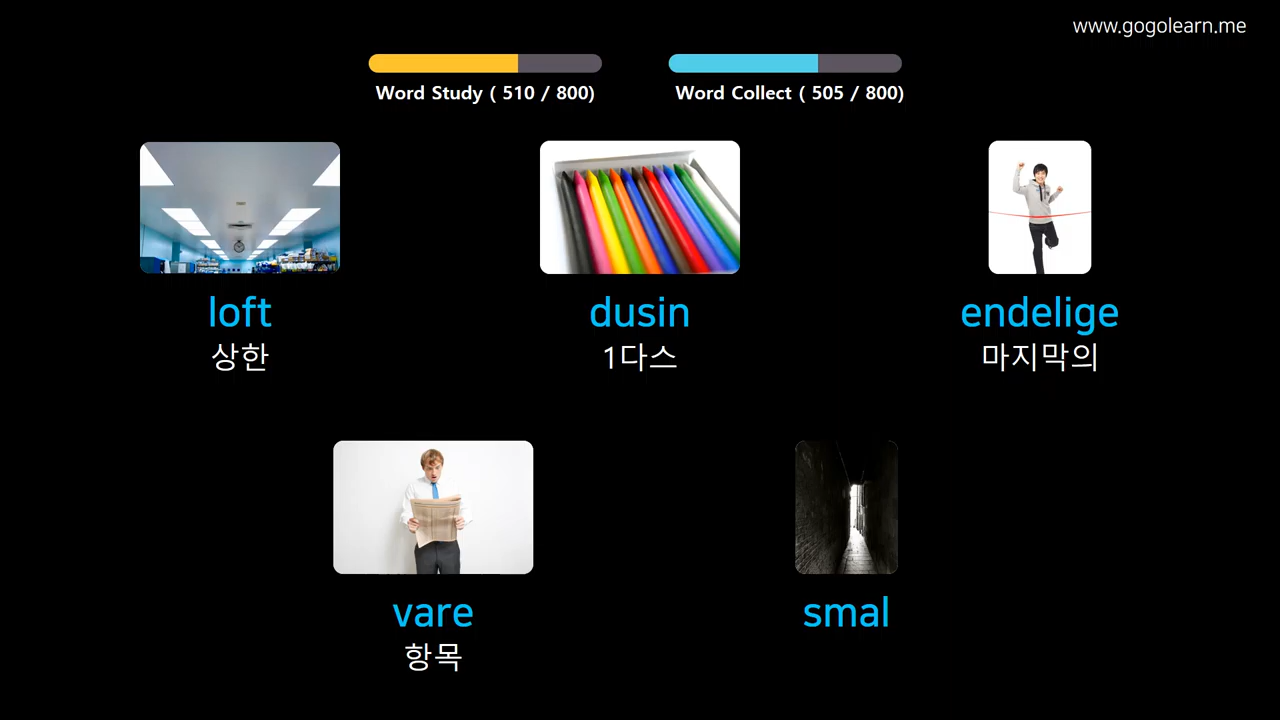 www.gogolearn.me
Word Study ( 510 / 800)
Word Collect ( 505 / 800)
loft
상한
dusin
1다스
endelige
마지막의
vare
항목
smal